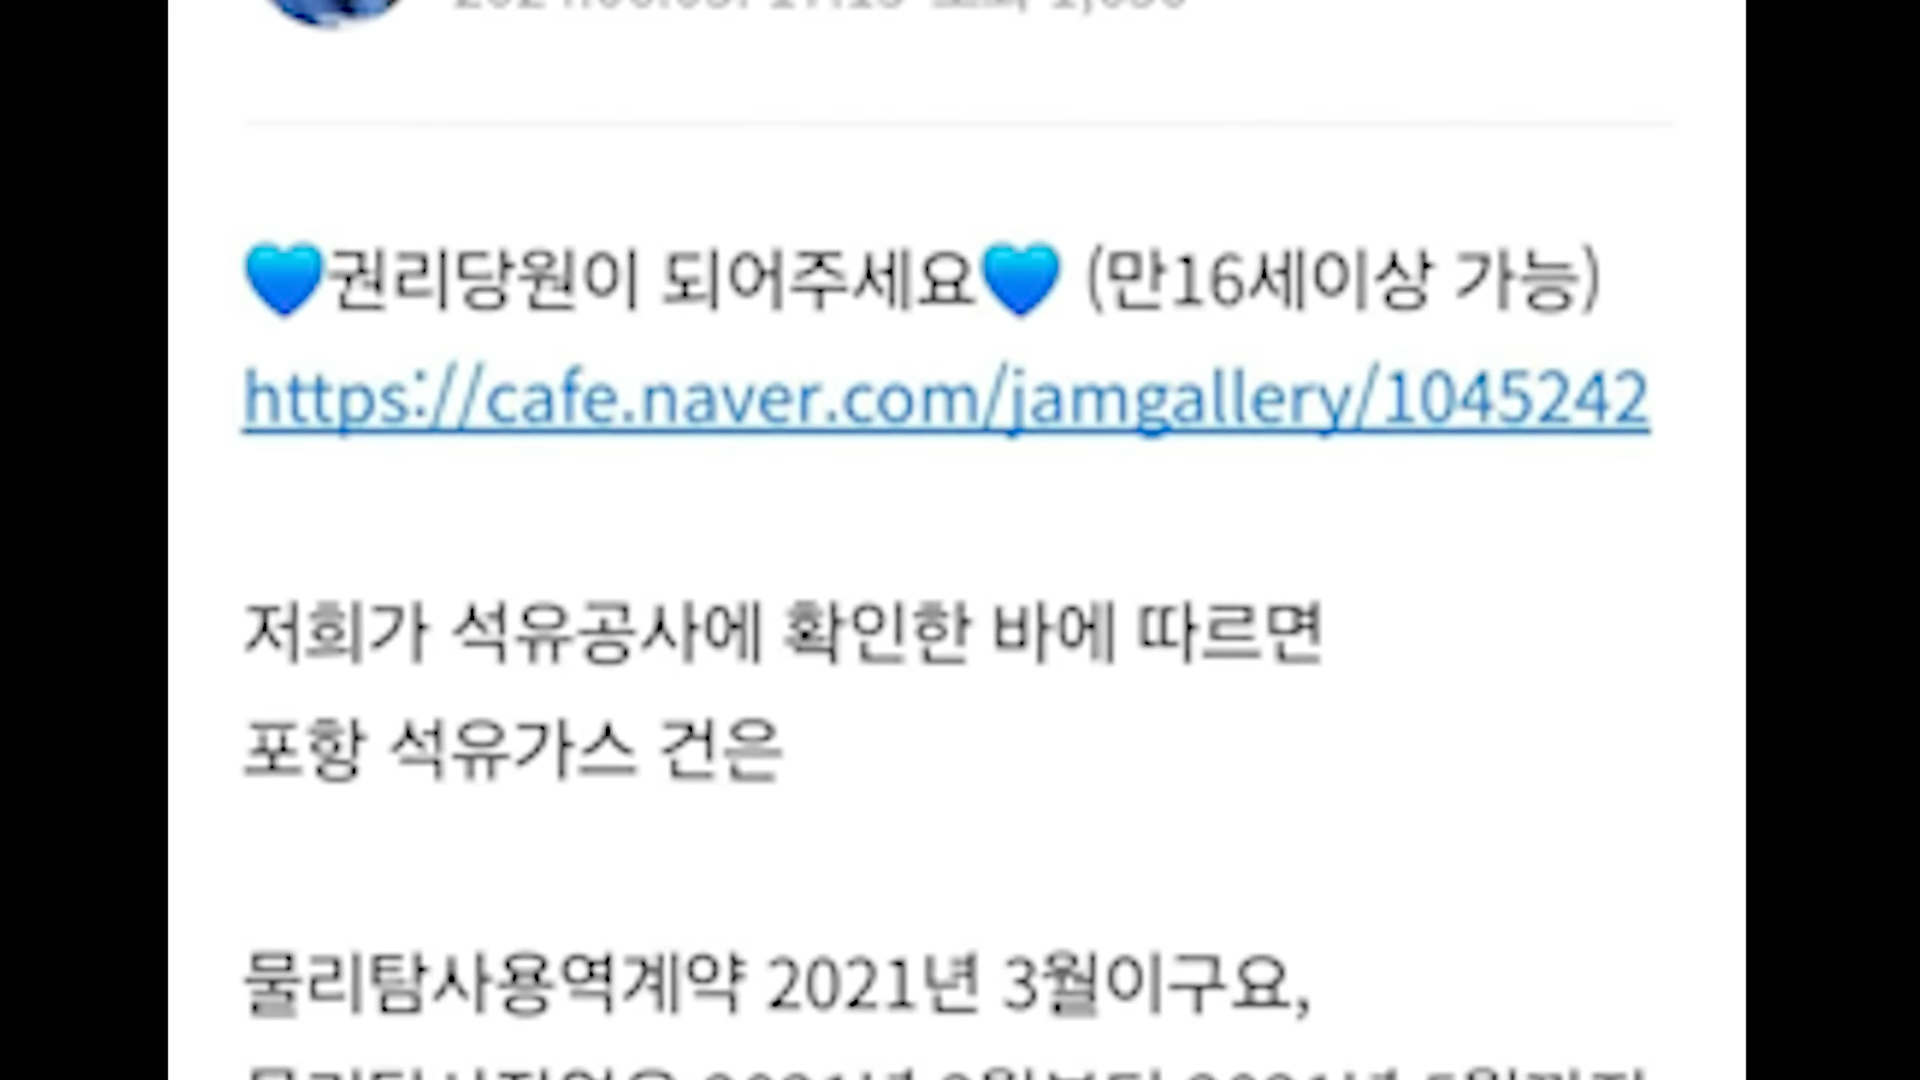 💙권리당원이 되어주세요💙 (만16세이상 가능)
https://cafe.naver.com/jamgallery/1045242
저희가 석유공사에 확인한 바에 따르면
포항 석유가스 건은
물리탐사용역계약 2021년 3월이구요,